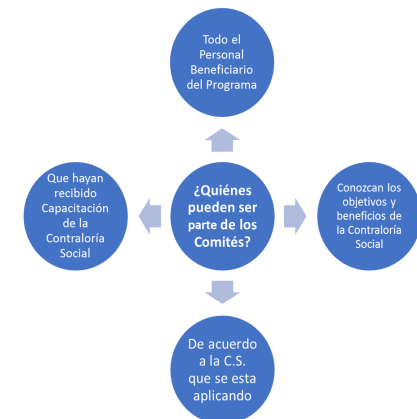 Todo el
Personal
Beneficiario
del Programa
Que hayan
recibido
Capacitación
de la
Contraloría
Social
¿Quiénes
pueden ser
parte de los
Comités?
Conozcan los
objetivos y
beneficios de
la Contraloría
Social
De acuerdo
a la C.S.
que se esta
aplicando